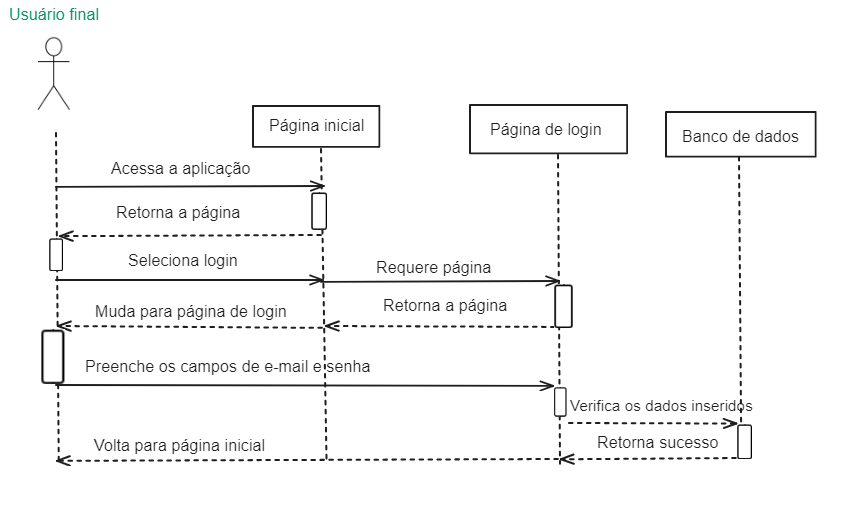 Usuário final
Página inicial
Página de login
Banco de dados
Acessa a aplicação
Retorna a página
Seleciona login
Requere página
Muda para página de login
Retorna a página
Preenche os campos de e-mail e senha
Verifica os dados inseridos
Retorna sucesso
Volta para página inicial